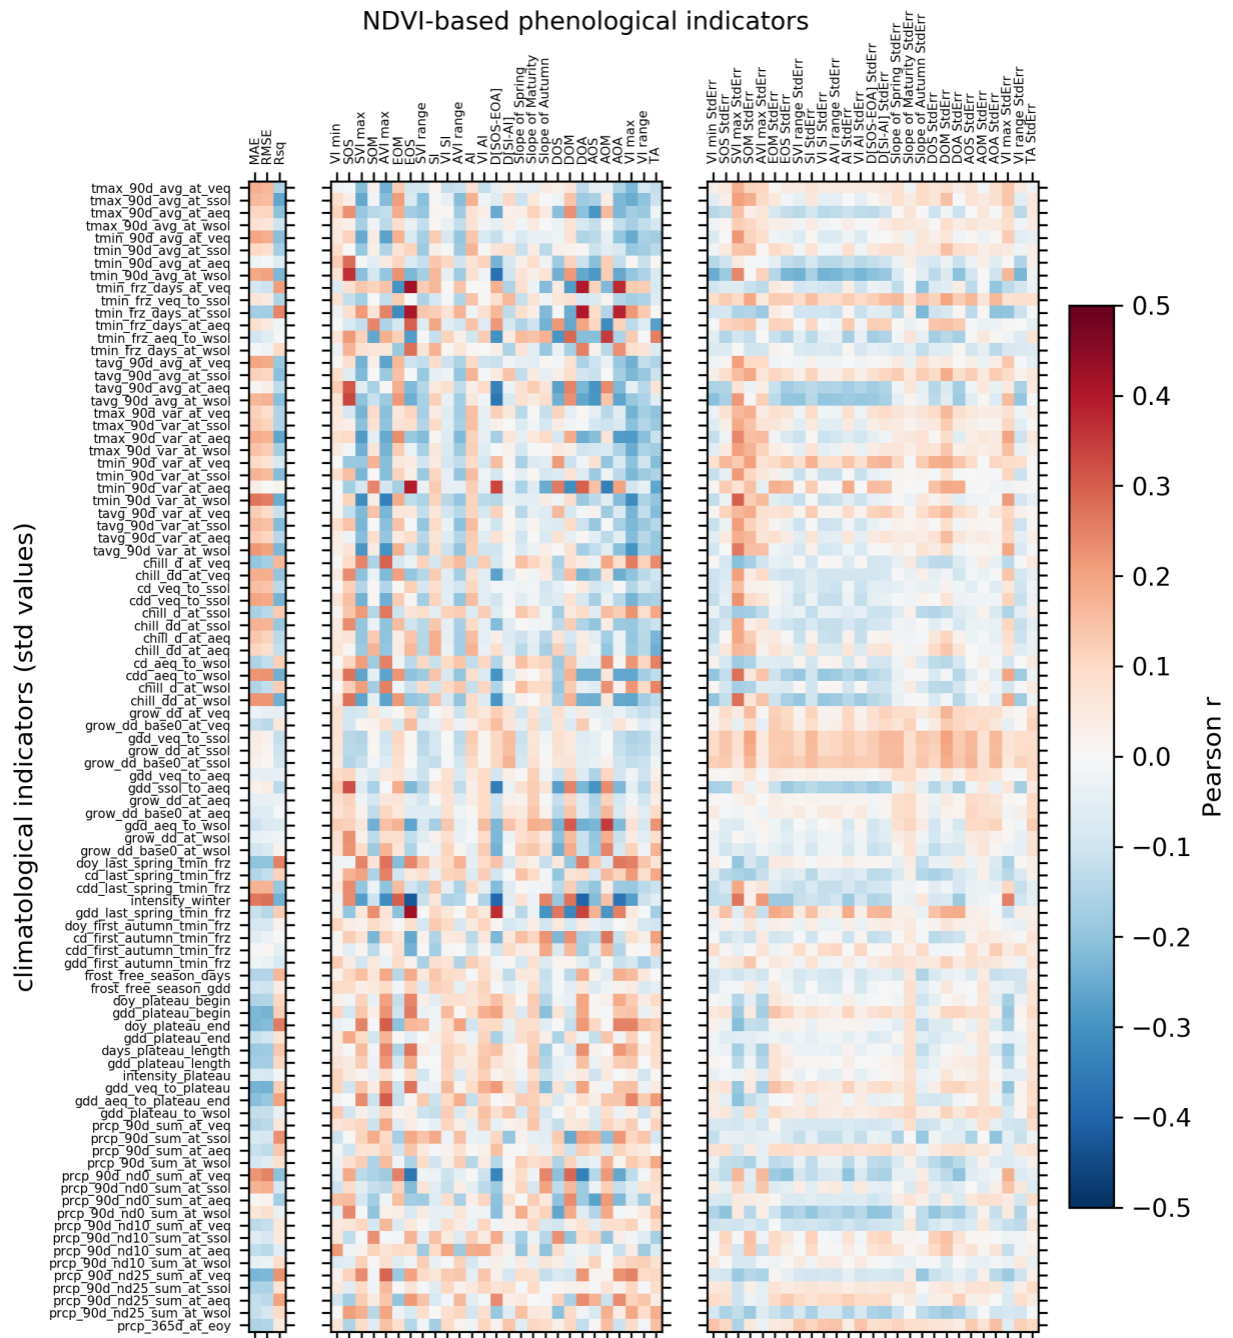 NDVI-based phenological indicators
MAE
RMSE
Rsq
VI min
SOS
SVI max
SOM
AVI max
EOM
EOS
SVI range
SI
VI SI
AVI range
AI
VI AI
D[SOS-EOA]
D[SI-AI]
Slope of Spring
Slope of Maturity
Slope of Autumn
DOS
DOM
DOA
AOS
AOM
AOA
VI max
VI range
TA
VI min StdErr
SOS StdErr
SVI max StdErr
SOM StdErr
AVI max StdErr
EOM StdErr
EOS StdErr
SVI range StdErr
SI StdErr
VI SI StdErr
AVI range StdErr
AI StdErr
VI AI StdErr
D[SOS-EOA] StdErr
D[SI-AI] StdErr
Slope of Spring StdErr
Slope of Maturity StdErr
Slope of Autumn StdErr
DOS StdErr
DOM StdErr
DOA StdErr
AOS StdErr
AOM StdErr
AOA StdErr
VI max StdErr
VI range StdErr
TA StdErr
climatological indicators (std values)
tmax_90d_avg_at_veq
tmax_90d_avg_at_ssol
tmax_90d_avg_at_aeq
tmax_90d_avg_at_wsol
tmin_90d_avg_at_veq
tmin_90d_avg_at_ssol
tmin_90d_avg_at_aeq
tmin_90d_avg_at_wsol
tmin_frz_days_at_veq
tmin_frz_veq_to_ssol
tmin_frz_days_at_ssol
tmin_frz_days_at_aeq
tmin_frz_aeq_to_wsol
tmin_frz_days_at_wsol
tavg_90d_avg_at_veq
tavg_90d_avg_at_ssol
tavg_90d_avg_at_aeq
tavg_90d_avg_at_wsol
tmax_90d_var_at_veq
tmax_90d_var_at_ssol
tmax_90d_var_at_aeq
tmax_90d_var_at_wsol
tmin_90d_var_at_veq
tmin_90d_var_at_ssol
tmin_90d_var_at_aeq
tmin_90d_var_at_wsol
tavg_90d_var_at_veq
tavg_90d_var_at_ssol
tavg_90d_var_at_aeq
tavg_90d_var_at_wsol
chill_d_at_veq
chill_dd_at_veq
cd_veq_to_ssol
cdd_veq_to_ssol
chill_d_at_ssol
chill_dd_at_ssol
chill_d_at_aeq
chill_dd_at_aeq
cd_aeq_to_wsol
cdd_aeq_to_wsol
chill_d_at_wsol
chill_dd_at_wsol
grow_dd_at_veq
grow_dd_base0_at_veq
gdd_veq_to_ssol
grow_dd_at_ssol
grow_dd_base0_at_ssol
gdd_veq_to_aeq
gdd_ssol_to_aeq
grow_dd_at_aeq
grow_dd_base0_at_aeq
gdd_aeq_to_wsol
grow_dd_at_wsol
grow_dd_base0_at_wsol
doy_last_spring_tmin_frz
cd_last_spring_tmin_frz
cdd_last_spring_tmin_frz
intensity_winter
gdd_last_spring_tmin_frz
doy_first_autumn_tmin_frz
cd_first_autumn_tmin_frz
cdd_first_autumn_tmin_frz
gdd_first_autumn_tmin_frz
frost_free_season_days
frost_free_season_gdd
doy_plateau_begin
gdd_plateau_begin
doy_plateau_end
gdd_plateau_end
days_plateau_length
gdd_plateau_length
intensity_plateau
gdd_veq_to_plateau
gdd_aeq_to_plateau_end
gdd_plateau_to_wsol
prcp_90d_sum_at_veq
prcp_90d_sum_at_ssol
prcp_90d_sum_at_aeq
prcp_90d_sum_at_wsol
prcp_90d_nd0_sum_at_veq
prcp_90d_nd0_sum_at_ssol
prcp_90d_nd0_sum_at_aeq
prcp_90d_nd0_sum_at_wsol
prcp_90d_nd10_sum_at_veq
prcp_90d_nd10_sum_at_ssol
prcp_90d_nd10_sum_at_aeq
prcp_90d_nd10_sum_at_wsol
prcp_90d_nd25_sum_at_veq
prcp_90d_nd25_sum_at_ssol
prcp_90d_nd25_sum_at_aeq
prcp_90d_nd25_sum_at_wsol
prcp_365d_at_eoy
0.5
0.4
0.3
0.2
0.1
0.0
−0.1
−0.2
−0.3
−0.4
−0.5
Pearson r